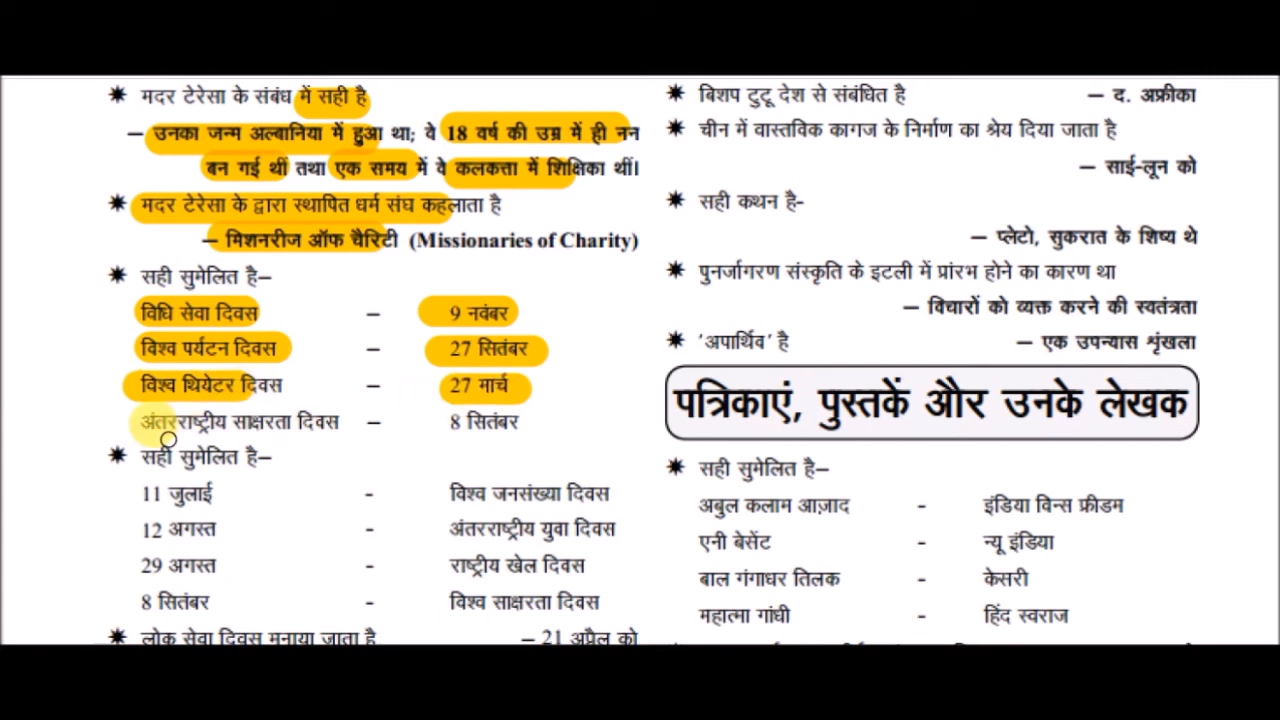 ✷ मदर टेरेसा के संबंध में सही है
– उनका जन्म अल्बानिया में हुआ था; वे 18 वर्ष की उम्र में ही नन
बन गई थीं तथा एक समय में वे कलकत्ता में शिक्षिका थीं।
✷ मदर टेरेसा के द्वारा स्थापित धर्म संघ कहलाता है
– मिशनरीज ऑफ चैरिटी (Missionaries of Charity)
✷ सही सुमेलित है–
विधि सेवा दिवस – 9 नवंबर
विश्व पर्यटन दिवस – 27 सितंबर
विश्व थियेटर दिवस – 27 मार्च
अंतरराष्ट्रीय साक्षरता दिवस – 8 सितंबर
✷ सही सुमेलित है–
11 जुलाई - विश्व जनसंख्या दिवस
12 अगस्त - अंतरराष्ट्रीय युवा दिवस
29 अगस्त - राष्ट्रीय खेल दिवस
8 सितंबर - विश्व साक्षरता दिवस
✷ लोक सेवा दिवस मनाया जाता है – 21 अप्रैल को
✷ बिशप टुटू देश से संबंधित है – द. अफ्रीका
✷ चीन में वास्तविक कागज के निर्माण का श्रेय दिया जाता है
– साई-लून को
✷ सही कथन है-
– प्लेटो, सुकरात के शिष्य थे
✷ पुनर्जागरण संस्कृति के इटली में प्रारंभ होने का कारण था
– विचारों को व्यक्त करने की स्वतंत्रता
✷ 'अपार्थिव' है – एक उपन्यास शृंखला
पत्रिकाएं, पुस्तकें और उनके लेखक
✷ सही सुमेलित है–
अबुल कलाम आज़ाद - इंडिया विन्स फ्रीडम
एनी बेसेंट - न्यू इंडिया
बाल गंगाधर तिलक - केसरी
महात्मा गांधी - हिंद स्वराज